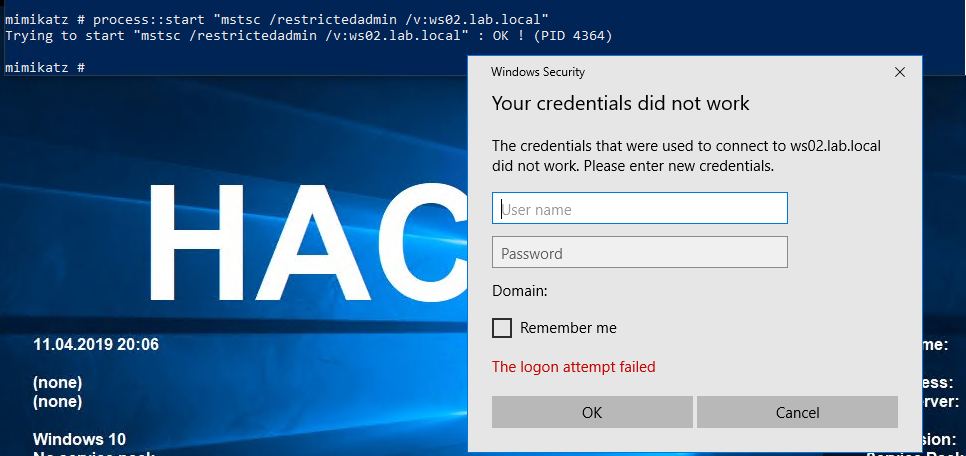 mimikatz # process::start "mstsc /restrictedadmin /v:ws02.lab.local"
Trying to start "mstsc /restrictedadmin /v:ws02.lab.local" : OK ! (PID 4364)
mimikatz #
Windows Security
Your credentials did not work
The credentials that were used to connect to ws02.lab.local
did not work. Please enter new credentials.
User name
Password
Domain:
Remember me
The logon attempt failed
OK Cancel
HAC
11.04.2019 20:06
me:
(none)
ess:
(none)
rver:
Windows 10
sion:
No service pack
Service Pack